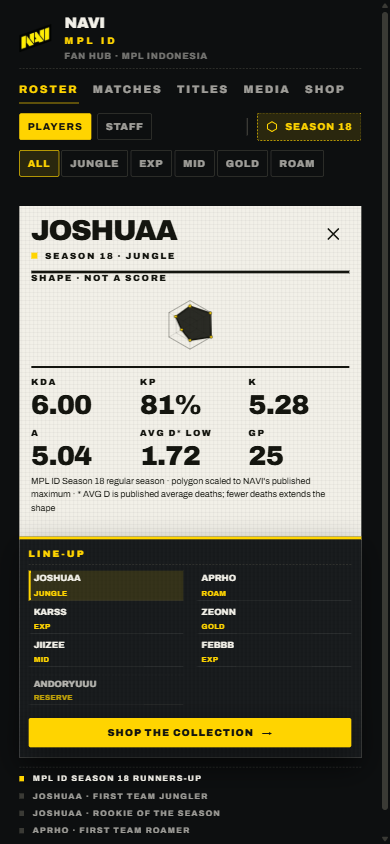 NAVI
NAVI
MPL ID
FAN HUB · MPL INDONESIA
ROSTER MATCHES TITLES MEDIA SHOP
PLAYERS STAFF SEASON 18
ALL JUNGLE EXP MID GOLD ROAM
JOSHUAA
SEASON 18 · JUNGLE
SHAPE · NOT A SCORE
KDA KP K
6.00 81% 5.28
A AVG D* LOW GP
5.04 1.72 25
MPL ID Season 18 regular season · polygon scaled to NAVI's published
maximum · * AVG D is published average deaths; fewer deaths extends the
shape
LINE-UP
JOSHUAA
JUNGLE
APRHO
ROAM
KARSS
EXP
ZEONN
GOLD
JIIZEE
MID
FEBBB
EXP
ANDORYUUU
RESERVE
SHOP THE COLLECTION →
MPL ID SEASON 18 RUNNERS-UP
JOSHUAA · FIRST TEAM JUNGLER
JOSHUAA · ROOKIE OF THE SEASON
APRHO · FIRST TEAM ROAMER